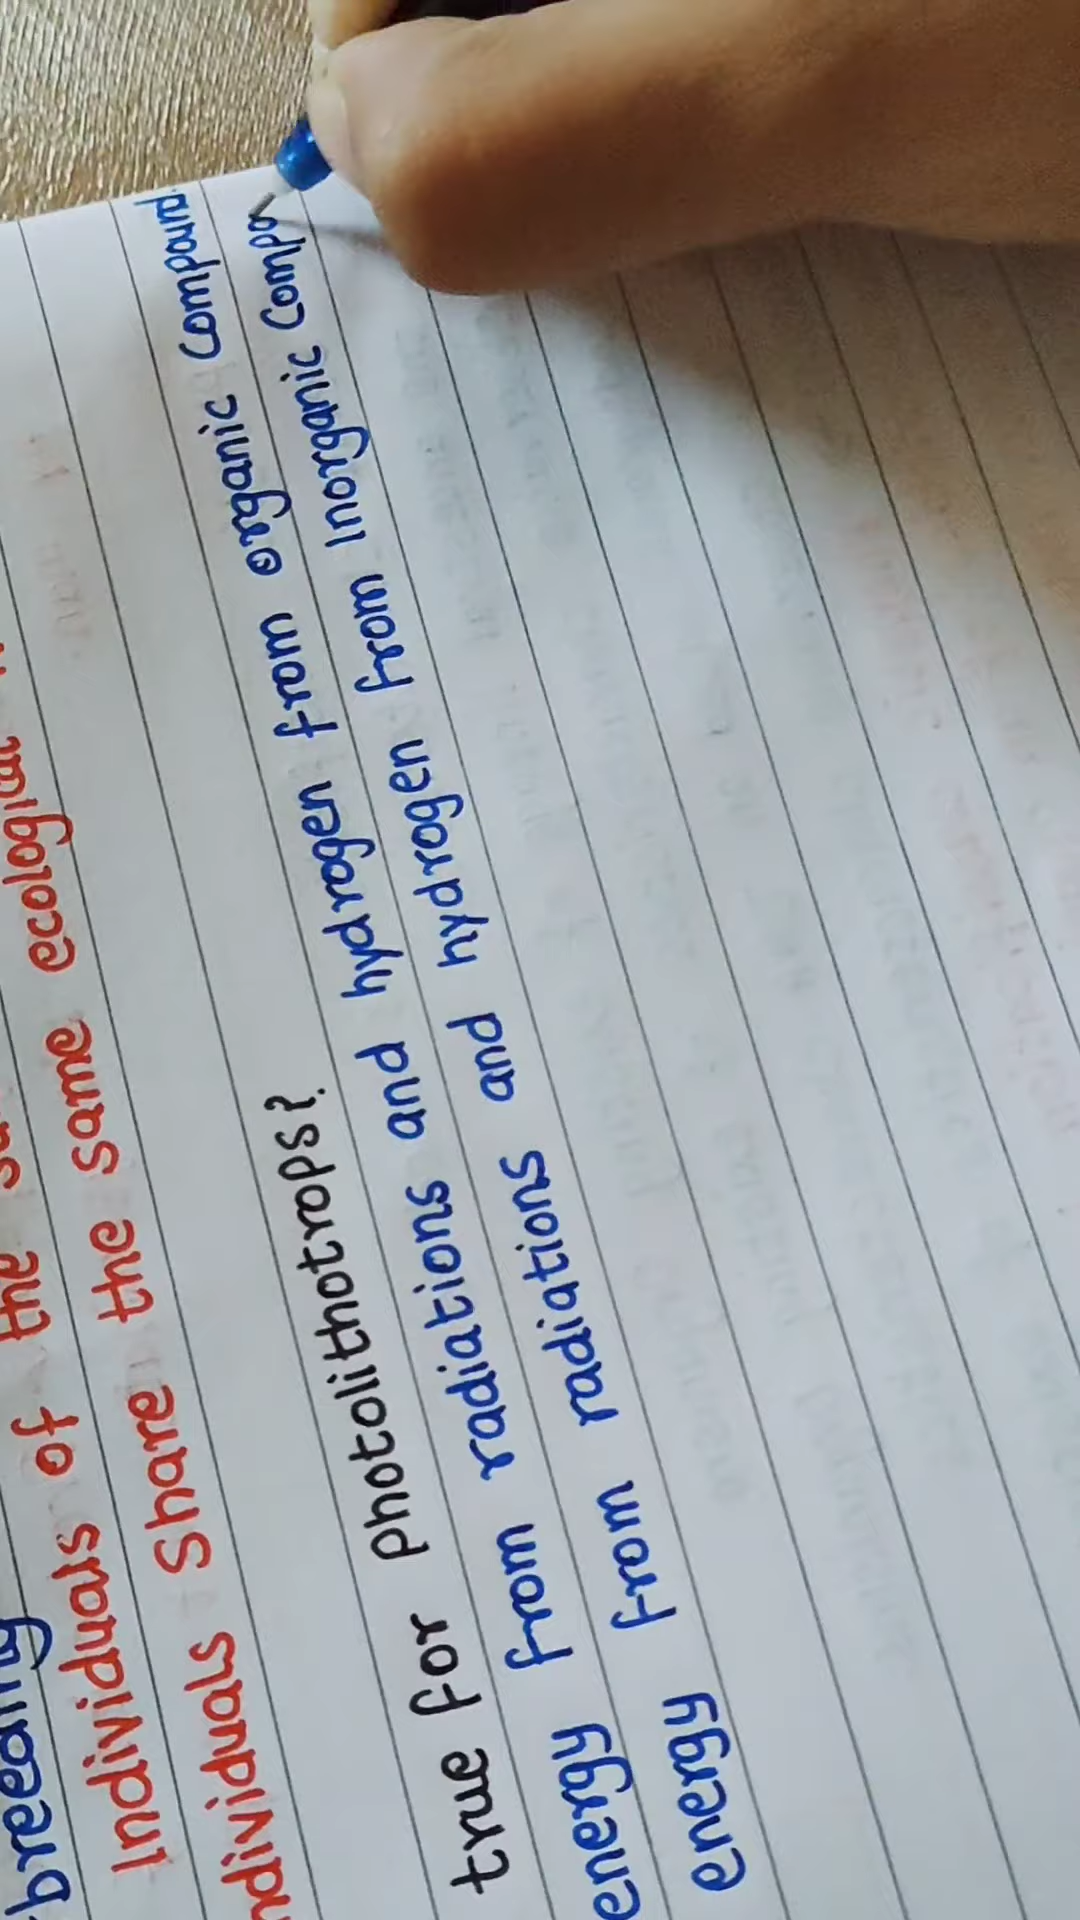 breeding
Individuals of the
ndividuals Share the same ecological
true for photolithotrops?
energy from radiations and hydrogen from organic compound.
energy from radiations and hydrogen from inorganic compo